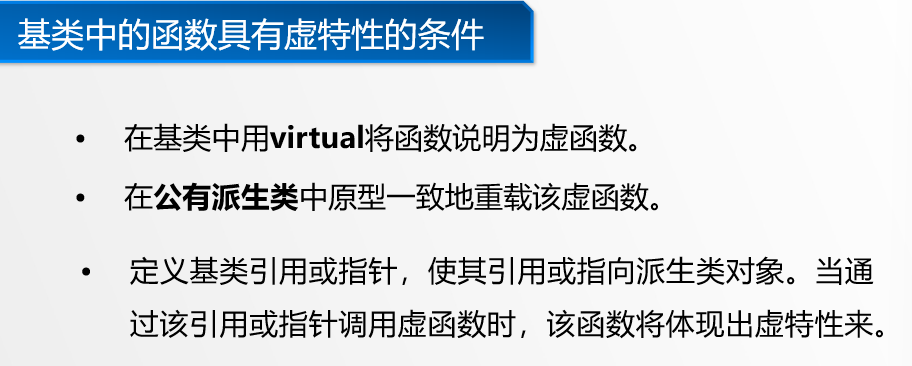 基类中的函数具有虚特性的条件
• 在基类中用virtual将函数说明为虚函数。
• 在公有派生类中原型一致地重载该虚函数。
• 定义基类引用或指针，使其引用或指向派生类对象。当通
过该引用或指针调用虚函数时，该函数将体现出虚特性来。